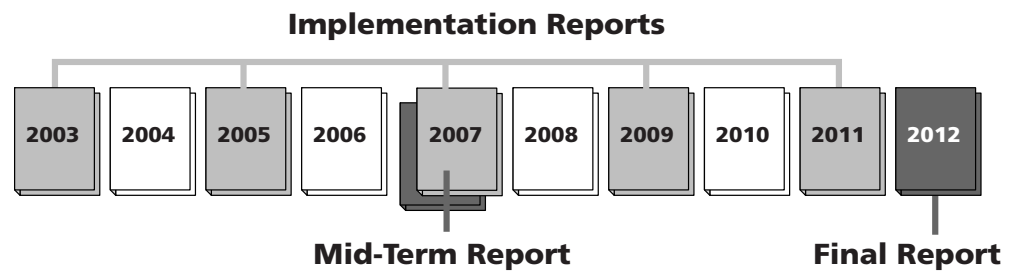 Implementation Reports
2003 2004 2005 2006 2007 2008 2009 2010 2011 2012
Mid-Term Report Final Report